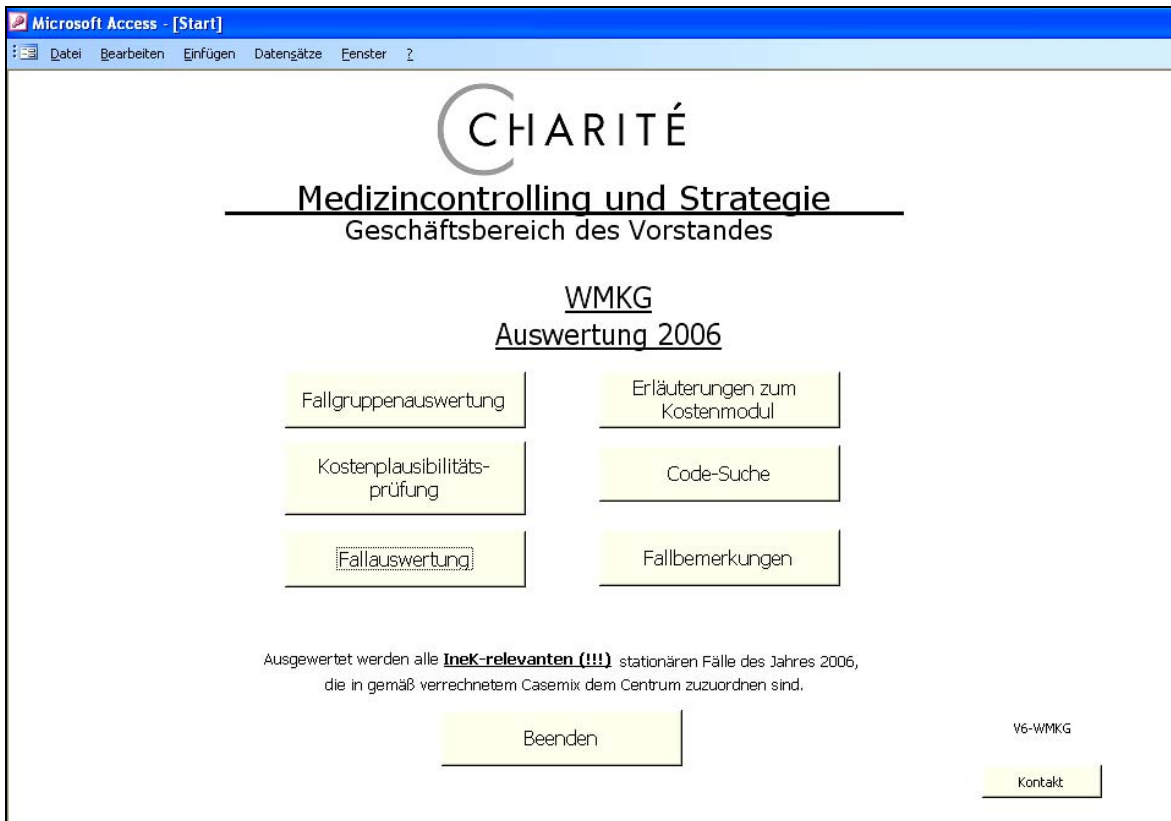 Microsoft Access - [Start]
Datei Bearbeiten Einfügen Datensätze Fenster ?
CHARITÉ
Medizincontrolling und Strategie
Geschäftsbereich des Vorstandes
WMKG
Auswertung 2006
Fallgruppenauswertung
Erläuterungen zum
Kostenmodul
Kostenplausibilitäts-
prüfung
Code-Suche
Fallauswertung
Fallbemerkungen
Ausgewertet werden alle IneK-relevanten (!!!) stationären Fälle des Jahres 2006,
die in gemäß verrechnetem Casemix dem Centrum zuzuordnen sind.
Beenden
V6-WMKG
Kontakt